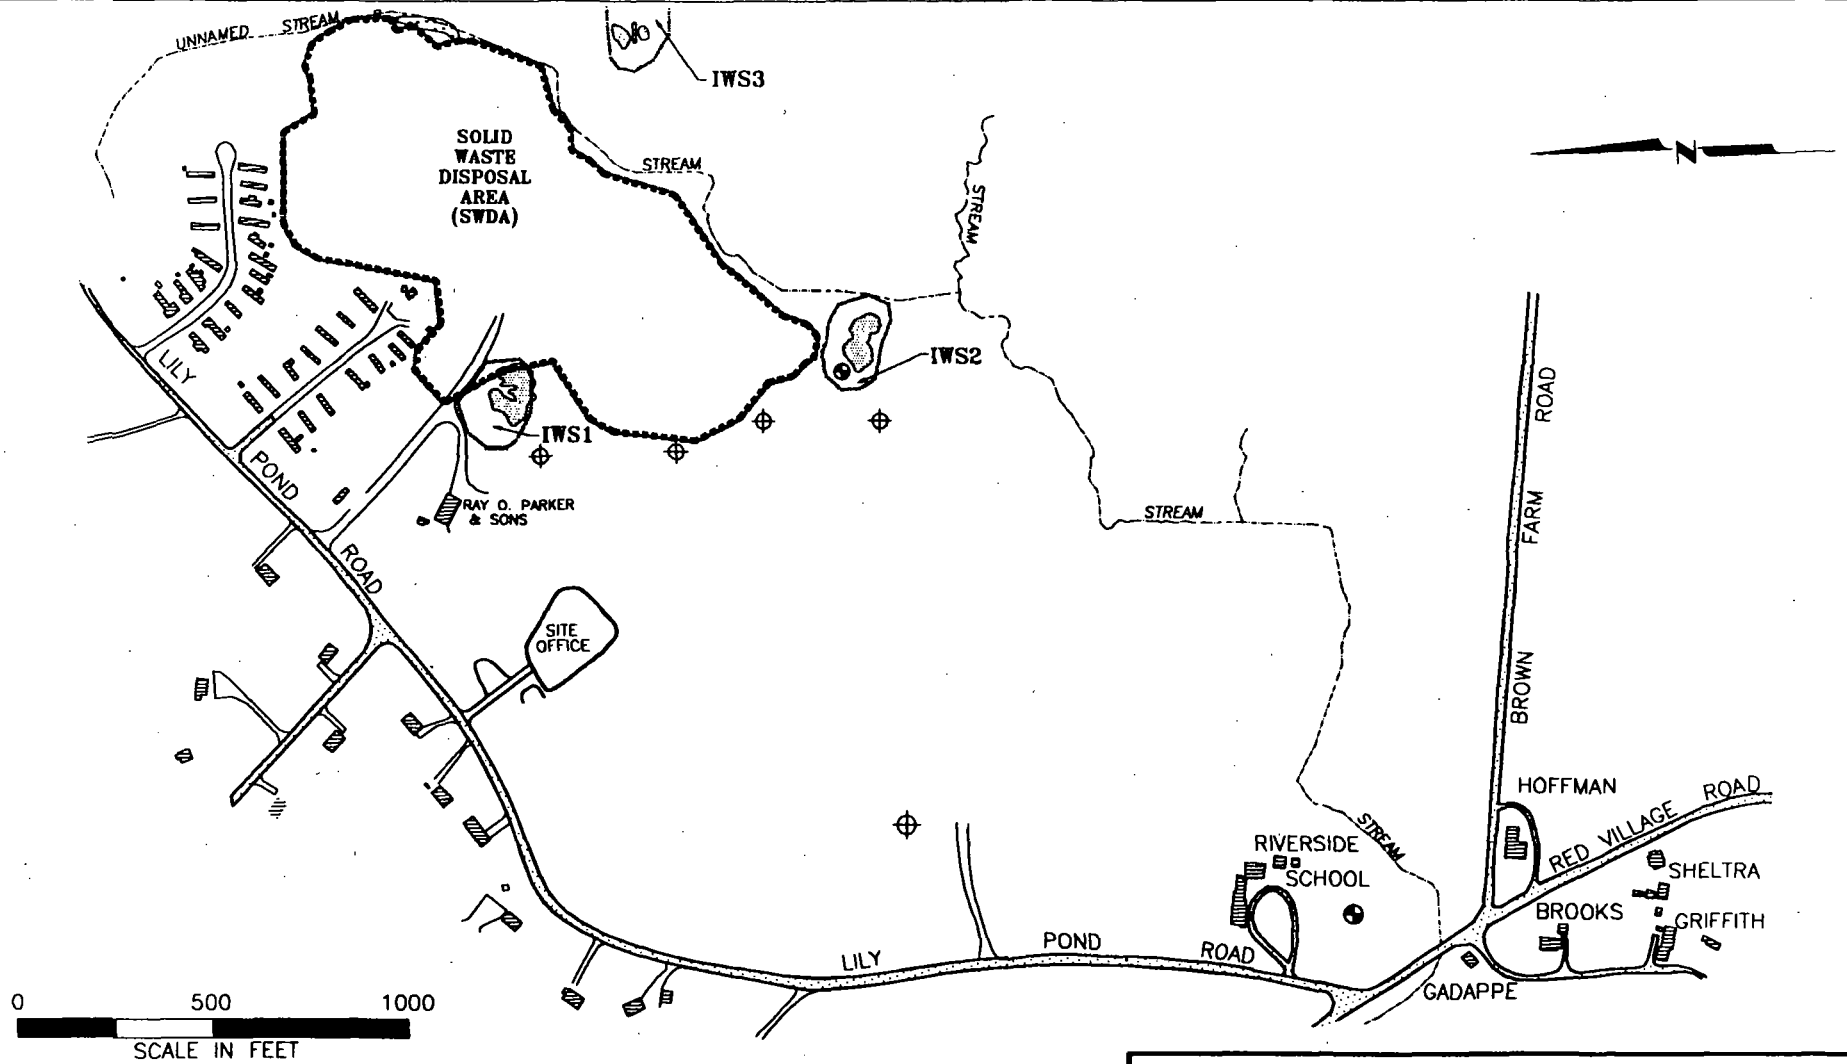 UNNAMED STREAM
IWS3
SOLID
WASTE
DISPOSAL
AREA
(SWDA)
STREAM
STREAM
N
IWS2
LILY
IWS1
POND
ROAD
RAY O. PARKER
& SONS
STREAM
SITE
OFFICE
BROWN FARM ROAD
HOFFMAN
RED VILLAGE ROAD
STREAM
RIVERSIDE
SCHOOL
SHELTRA
BROOKS
GRIFFITH
LILY POND ROAD
GADAPPE
0 500 1000
SCALE IN FEET